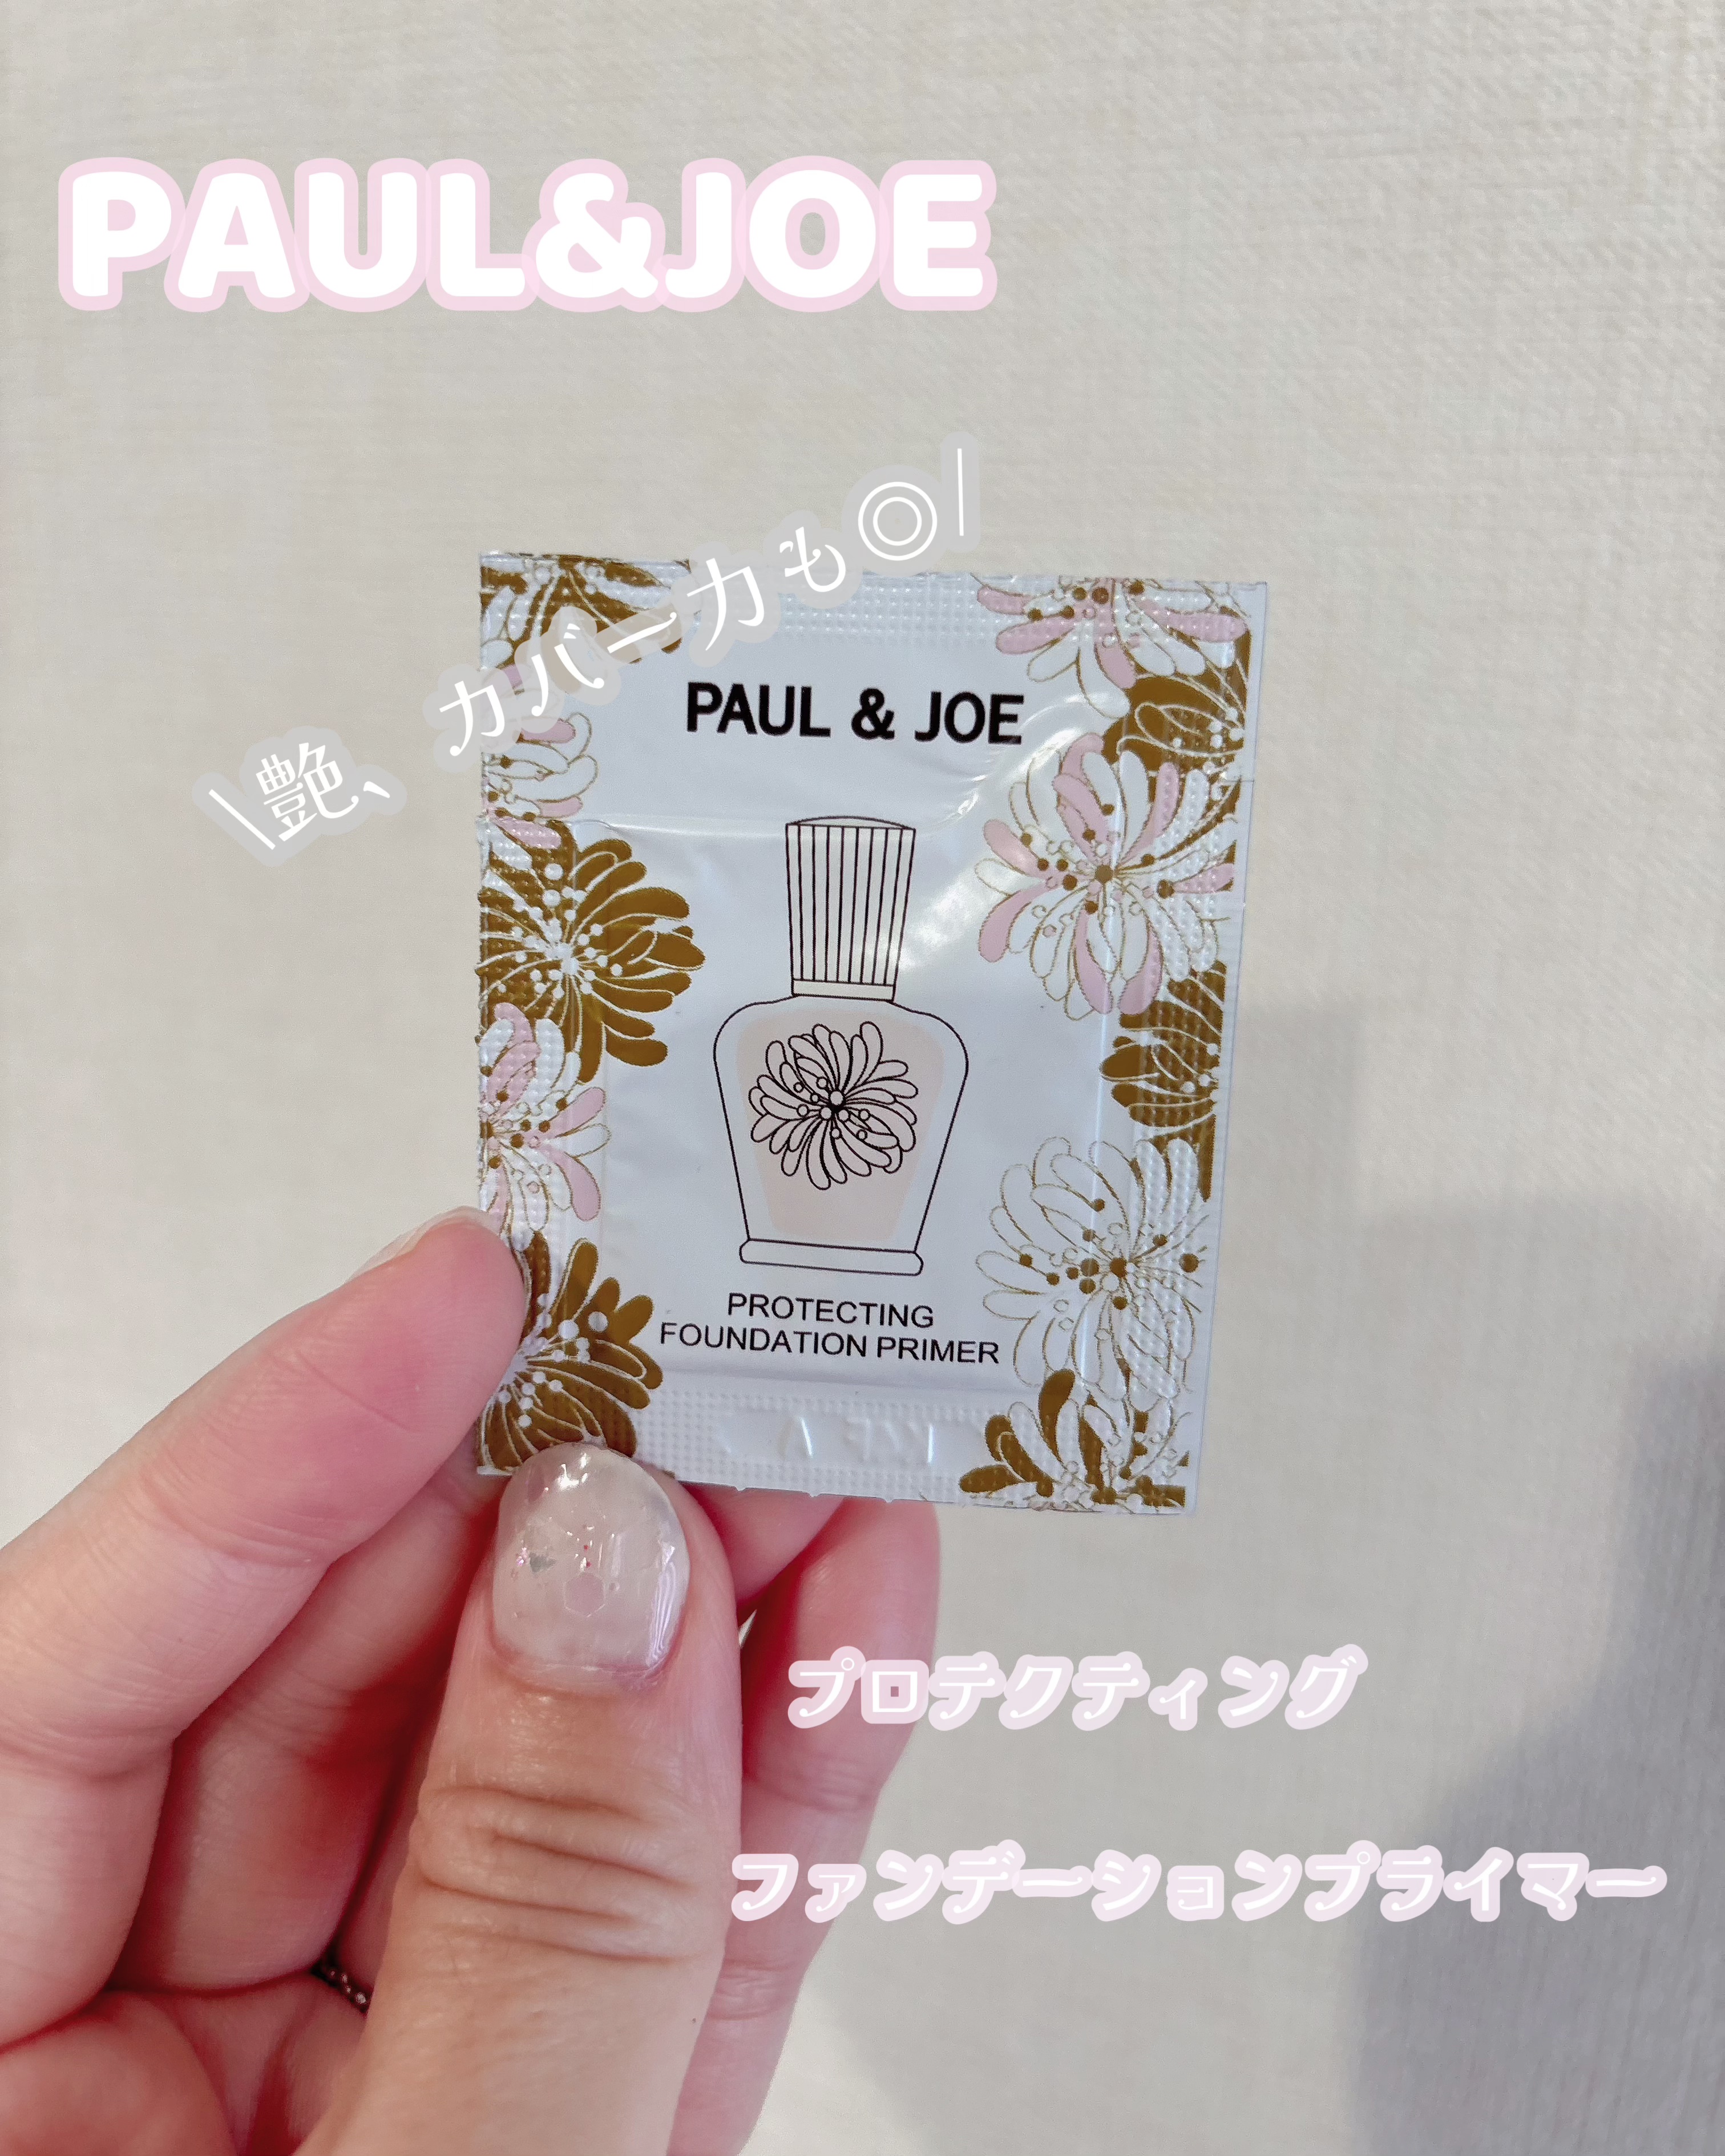 PAUL&JOE
\艶、カバー力も◎/
PAUL & JOE
PROTECTING
FOUNDATION PRIMER
プロテクティング
ファンデーションプライマー